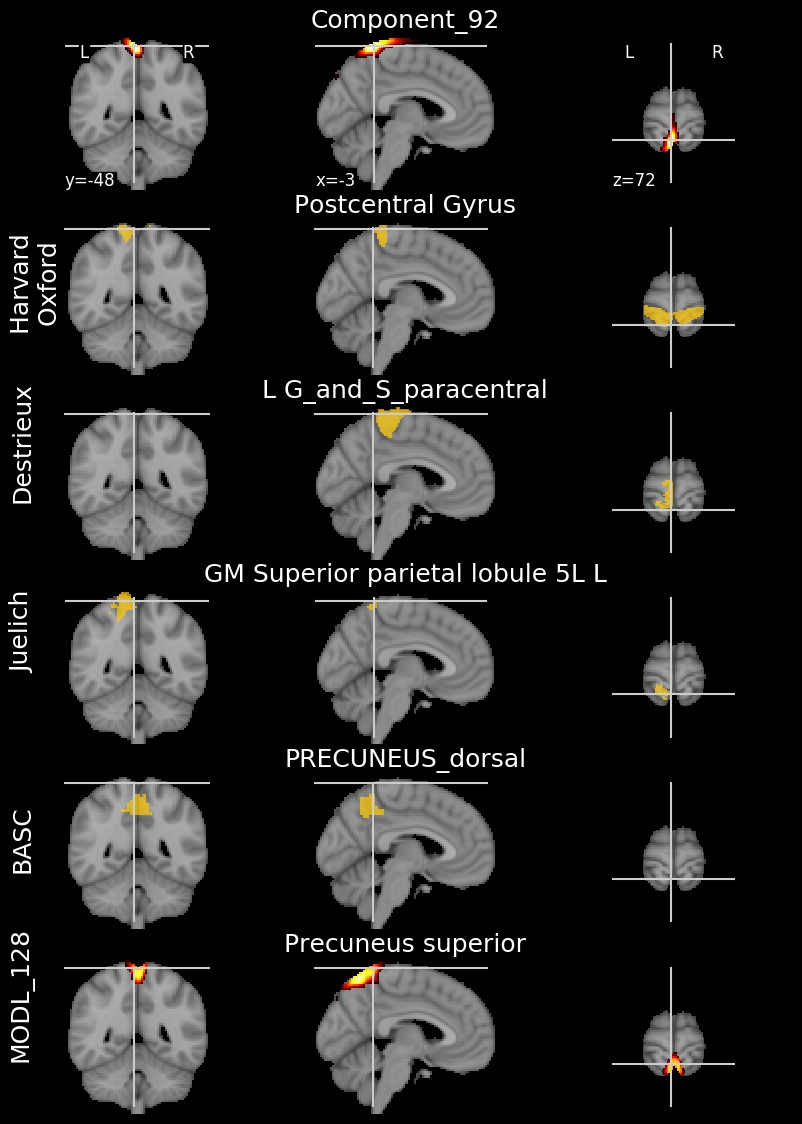 Component_92
L R
L R
y=-48
x=-3
z=72
Postcentral Gyrus
Harvard
Oxford
L G_and_S_paracentral
Destrieux
GM Superior parietal lobule 5L L
Juelich
PRECUNEUS_dorsal
BASC
Precuneus superior
MODL_128